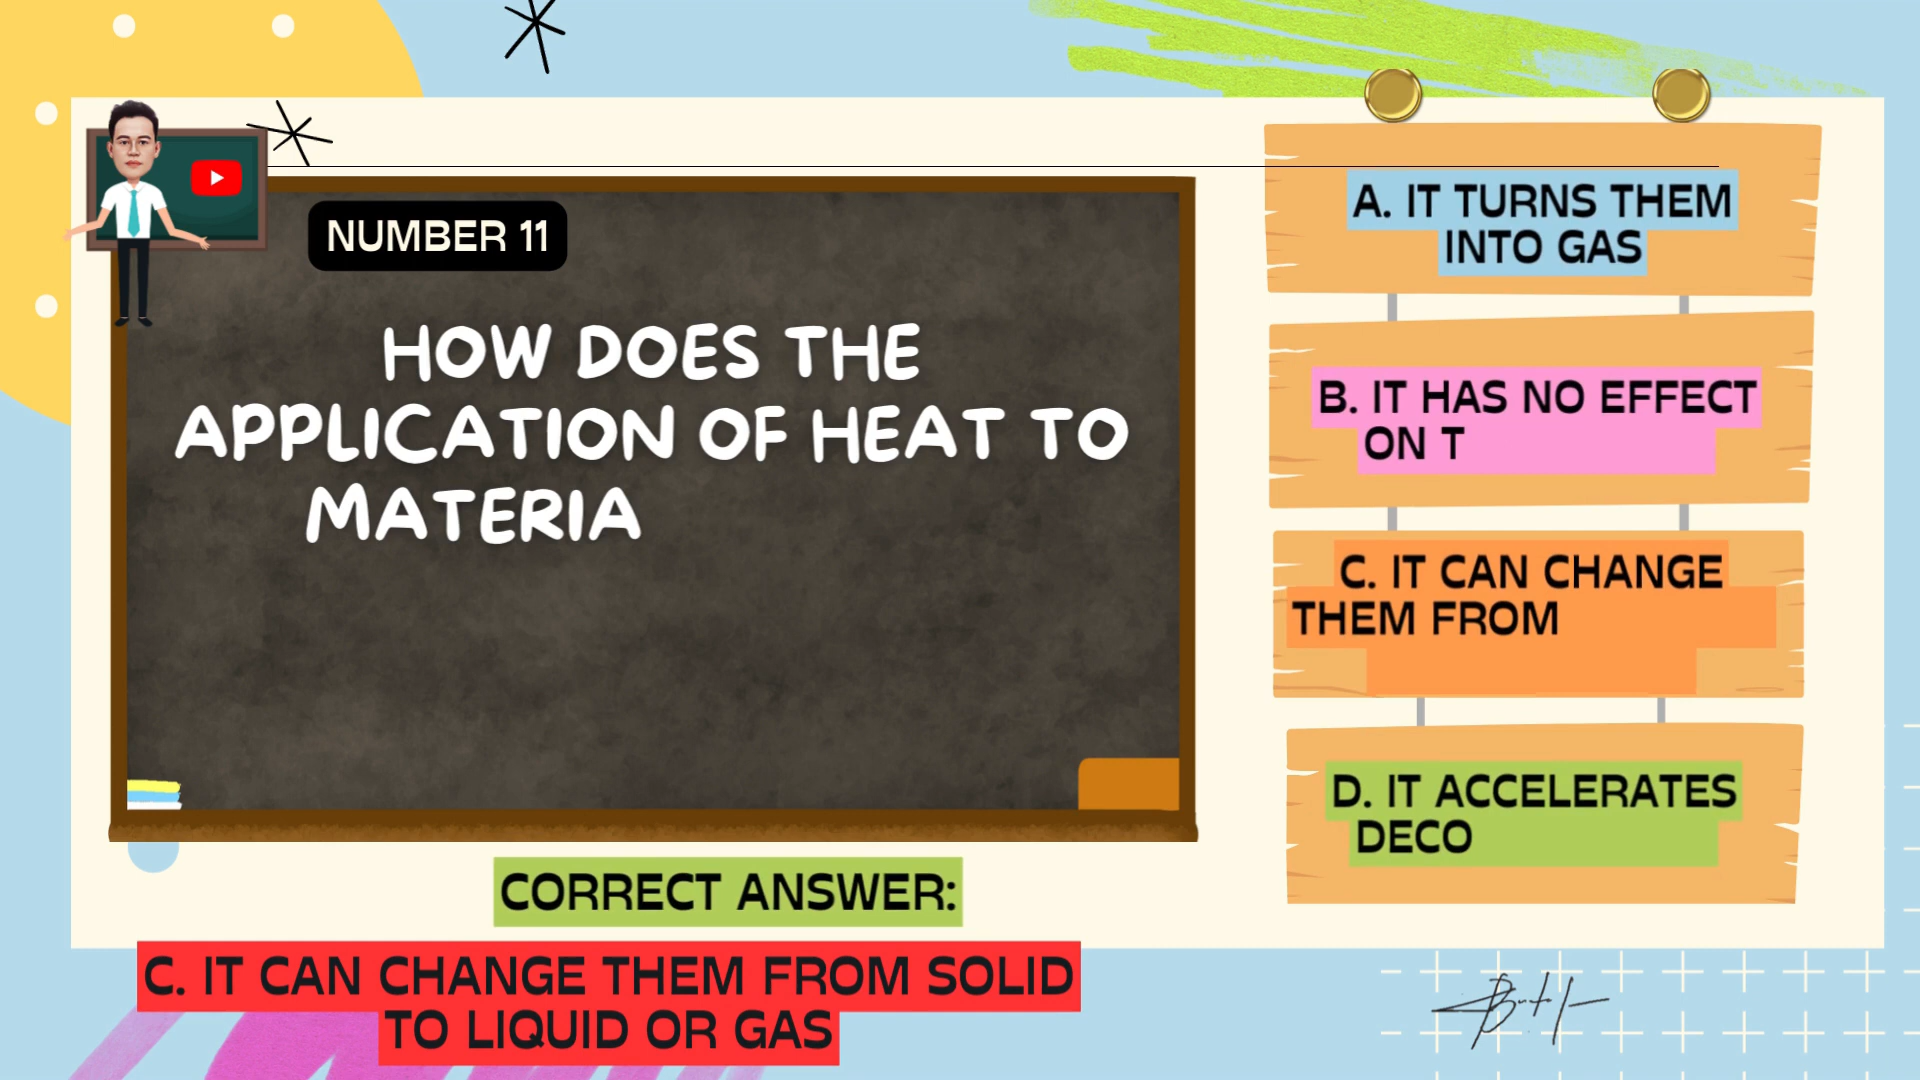 NUMBER 11
HOW DOES THE
APPLICATION OF HEAT TO
MATERIA
A. IT TURNS THEM
INTO GAS
B. IT HAS NO EFFECT
ON T
C. IT CAN CHANGE
THEM FROM
D. IT ACCELERATES
DECO
CORRECT ANSWER:
C. IT CAN CHANGE THEM FROM SOLID
TO LIQUID OR GAS